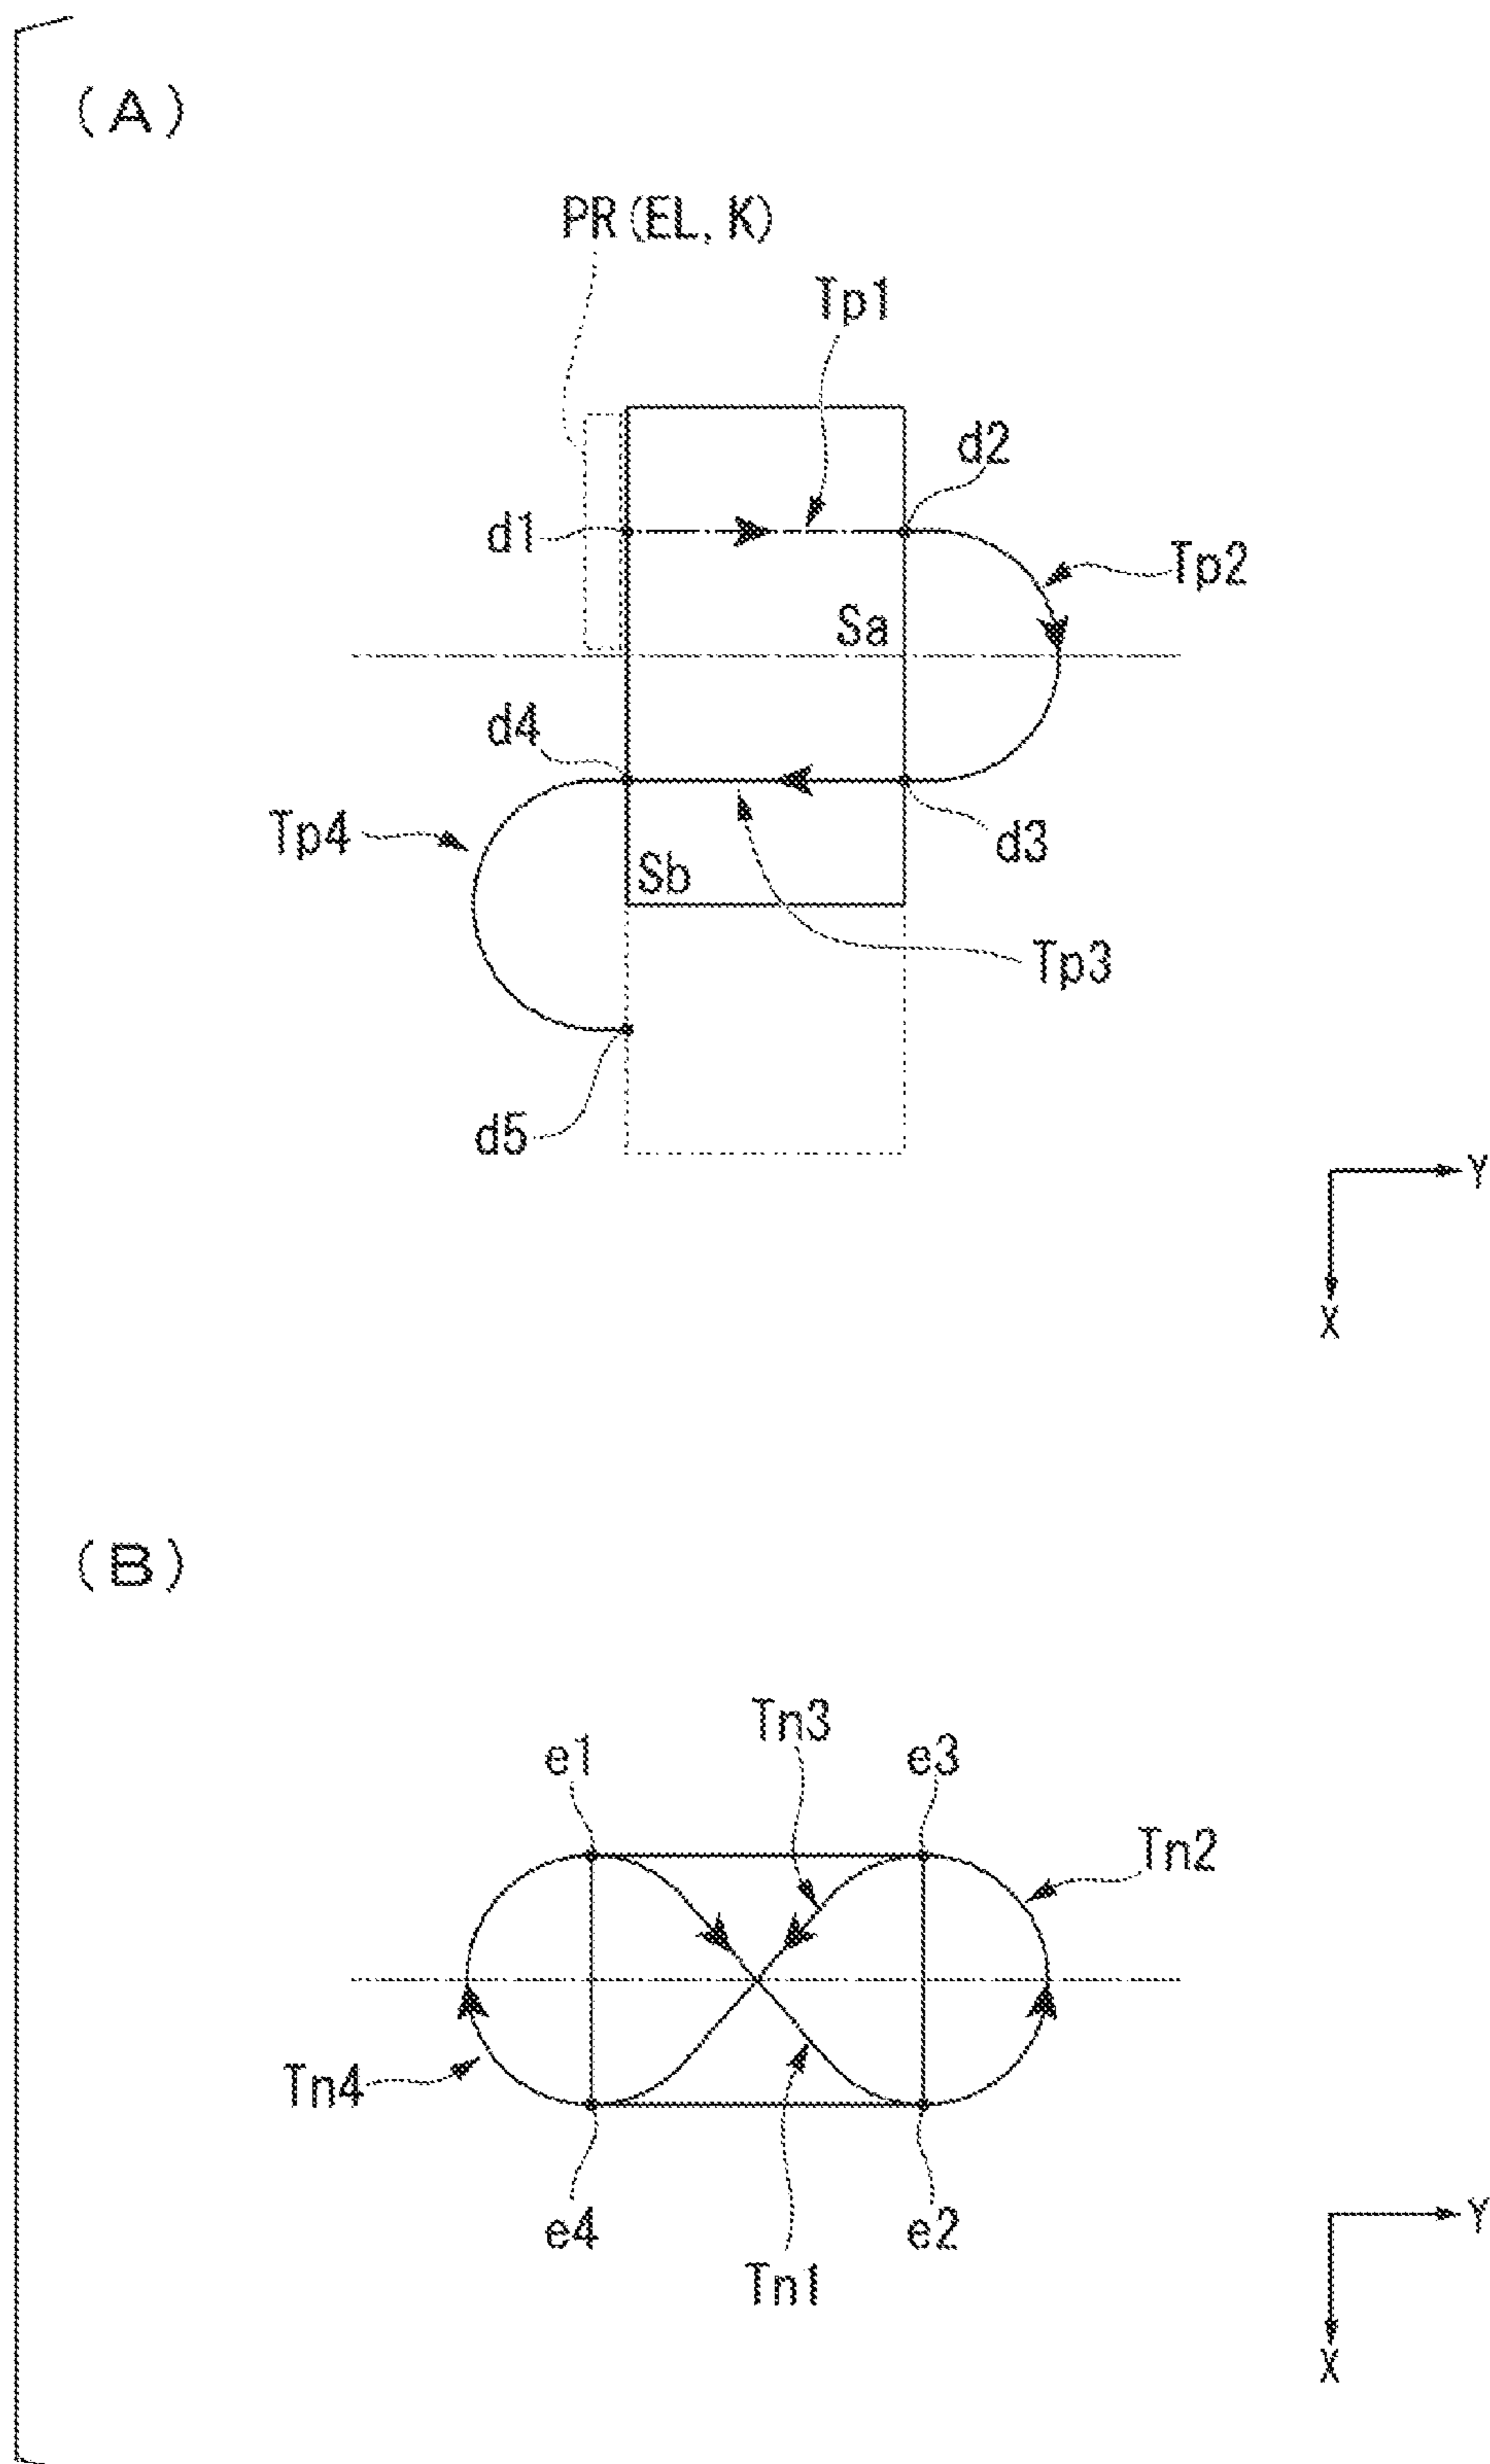 (A)
PR(EL, K)
Tp1
d2
d1
Tp2
Sa
d4
Tp4
d3
Sb
Tp3
d5
Y
X
(B)
Tn3
e1
e3
Tn2
Tn4
e4
e2
Tn1
Y
X